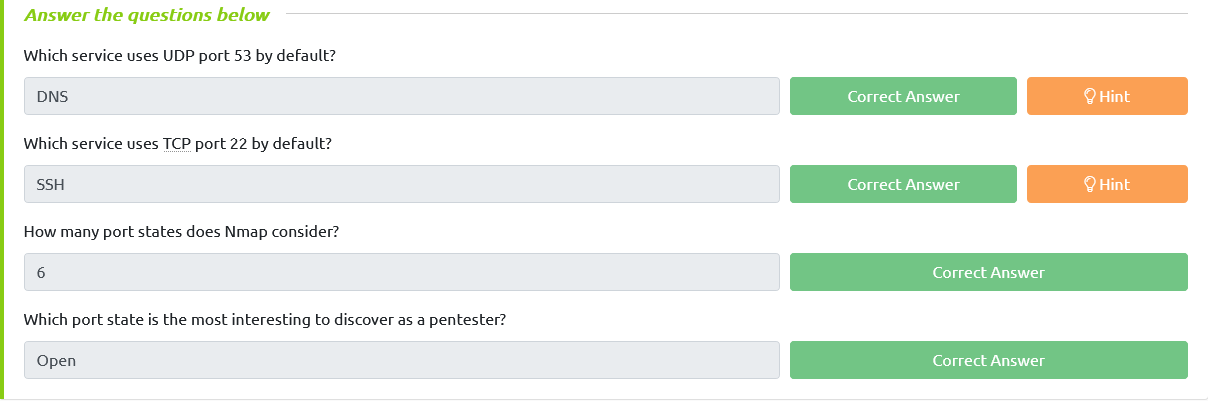 Answer the questions below
Which service uses UDP port 53 by default?
DNS
Correct Answer
Hint
Which service uses TCP port 22 by default?
SSH
Correct Answer
Hint
How many port states does Nmap consider?
6
Correct Answer
Which port state is the most interesting to discover as a pentester?
Open
Correct Answer